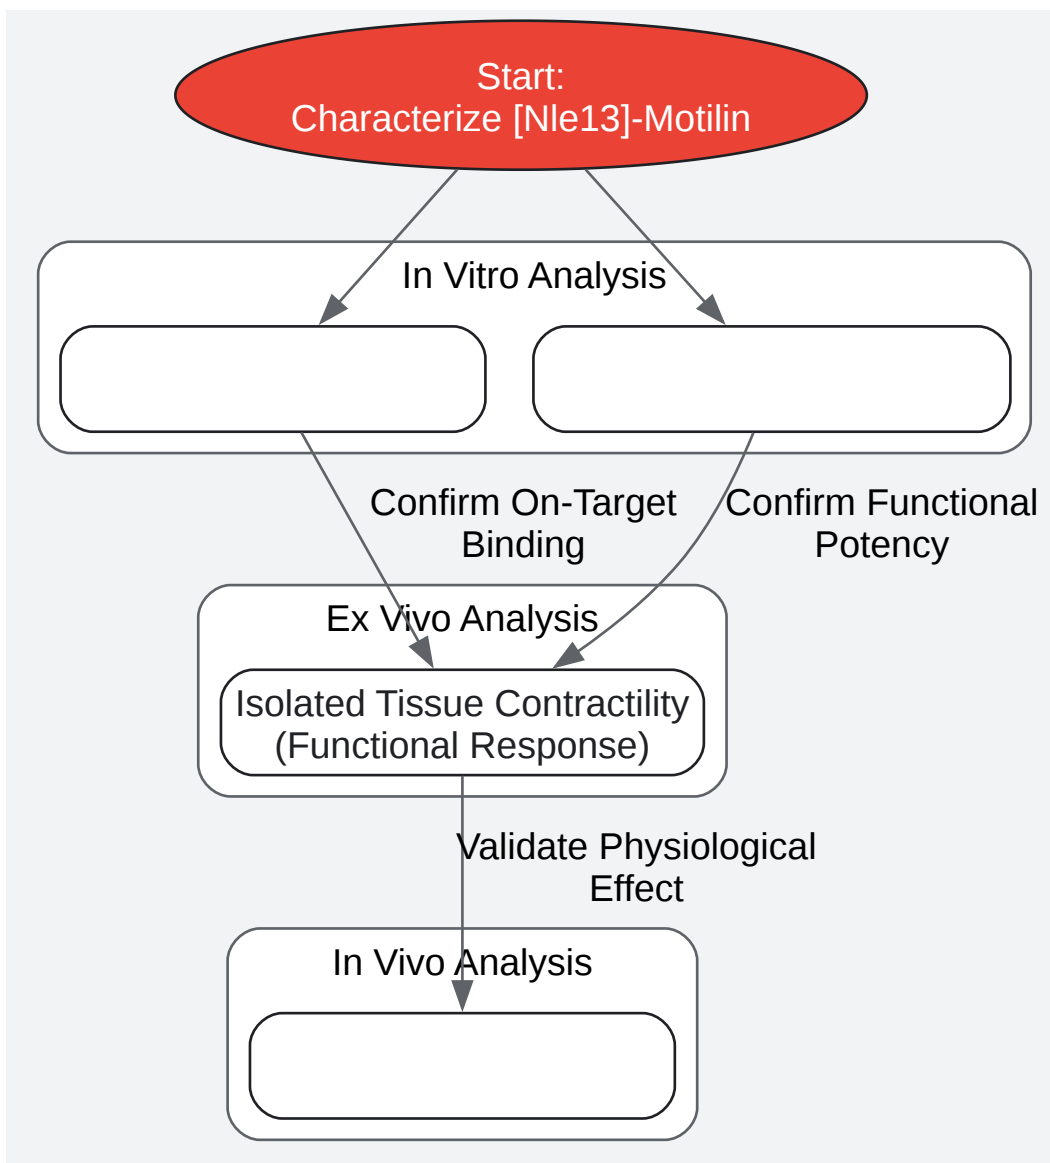 Start:
Characterize [Nle13]-Motilin
In Vitro Analysis
Confirm On-Target
Binding
Confirm Functional
Potency
Ex Vivo Analysis
Isolated Tissue Contractility
(Functional Response)
Validate Physiological
Effect
In Vivo Analysis